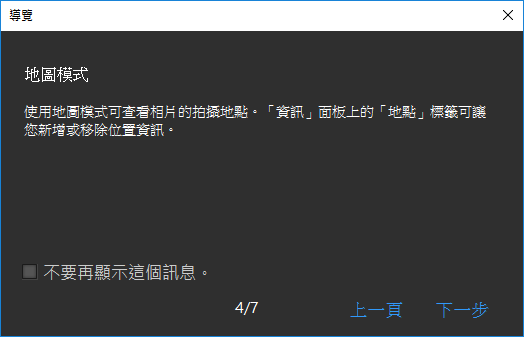 導覽
地圖模式
使用地圖模式可查看相片的拍攝地點。「資訊」面板上的「地點」標籤可讓
您新增或移除位置資訊。
不要再顯示這個訊息。
4/7 上一頁 下一步